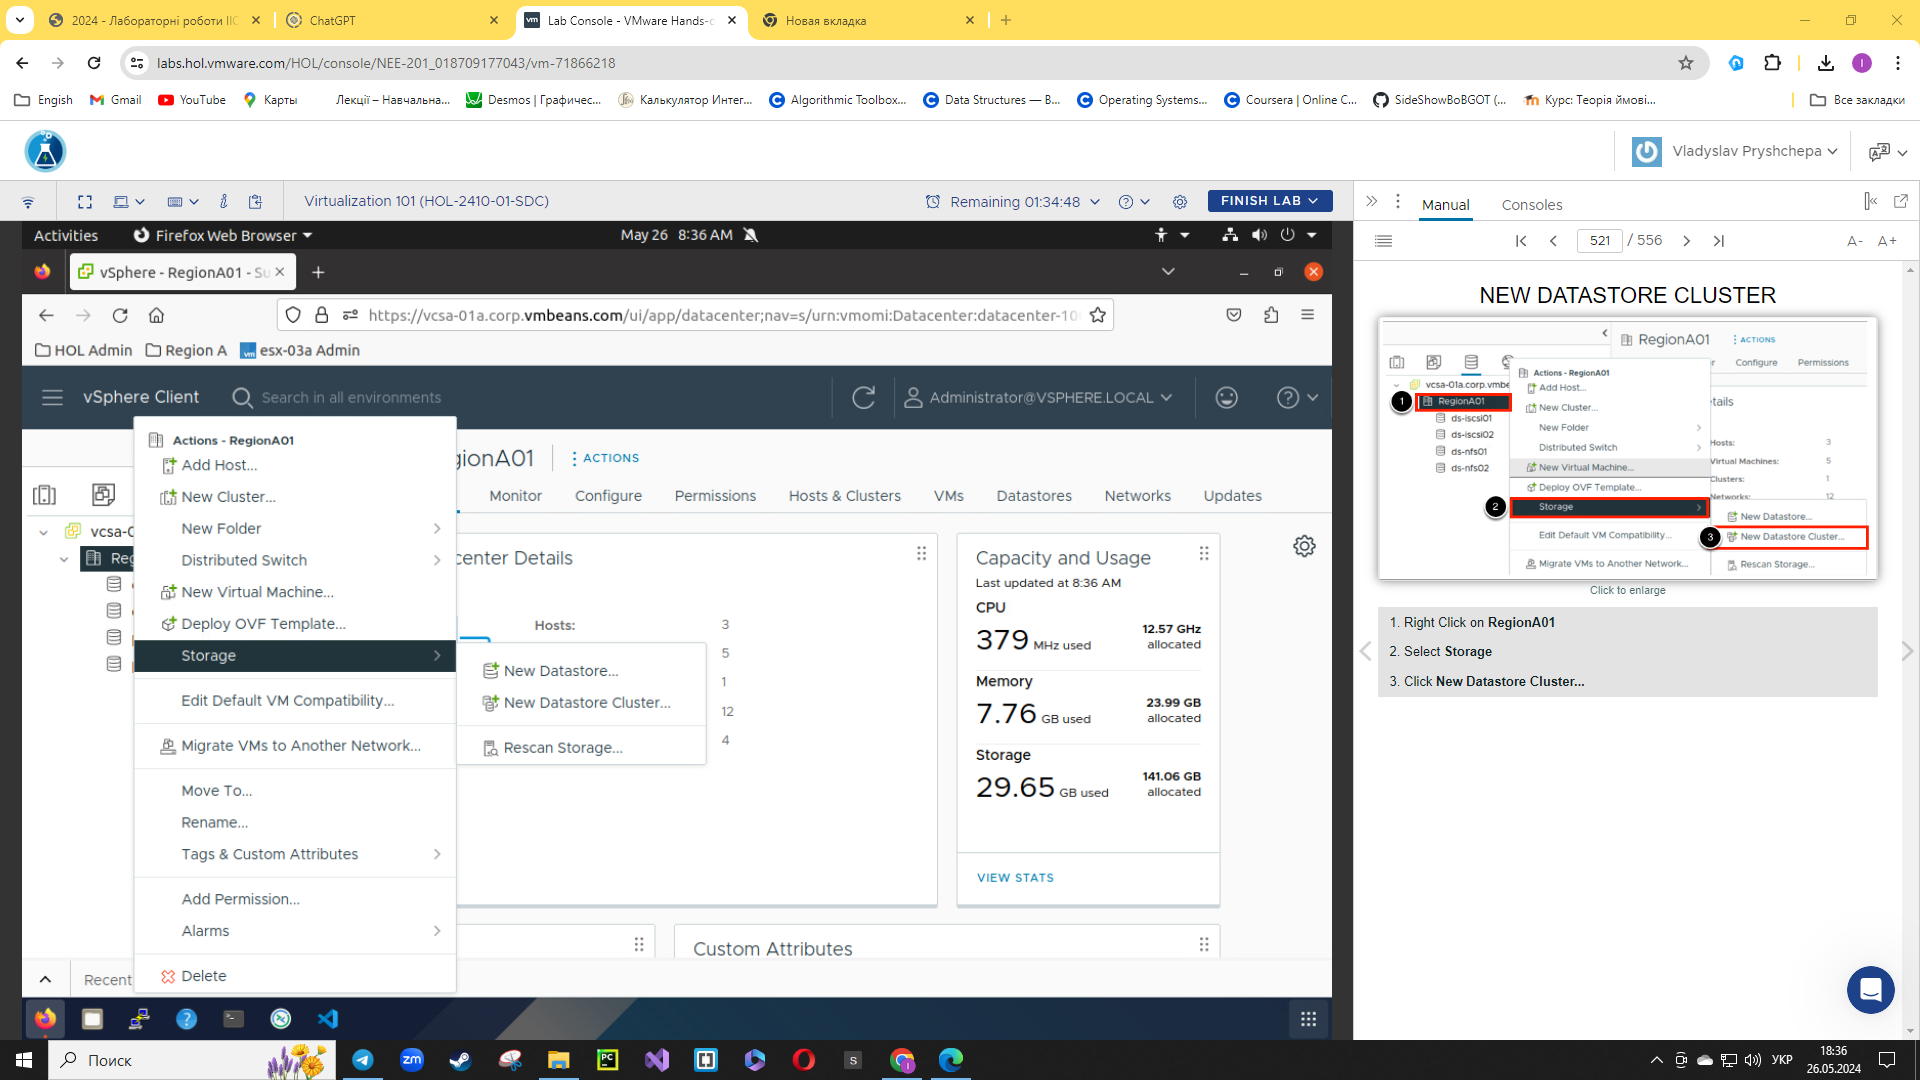 2024 - Лабораторні роботи ІІС
ChatGPT
Lab Console - VMware Hands-o
Новая вкладка
labs.hol.vmware.com/HOL/console/NEE-201_018709177043/vm-71866218
Engish
Gmail
YouTube
Карты
Лекції – Навчальна...
Desmos | Графичес...
Калькулятор Интег...
Algorithmic Toolbox...
Data Structures — В...
Operating Systems...
Coursera | Online C...
SideShowBoBGOT (...
Курс: Теорія ймові...
Все закладки
Vladyslav Pryshchepa
Virtualization 101 (HOL-2410-01-SDC)
Remaining 01:34:48
FINISH LAB
Manual
Consoles
521 / 556
A-
A+
Activities
Firefox Web Browser
May 26 8:36 AM
vSphere - RegionA01 - Su
https://vcsa-01a.corp.vmbeans.com/ui/app/datacenter;nav=s/urn:vmomi:Datacenter:datacenter-10
HOL Admin
Region A
esx-03a Admin
vSphere Client
Search in all environments
Administrator@VSPHERE.LOCAL
gionA01
ACTIONS
Monitor
Configure
Permissions
Hosts & Clusters
VMs
Datastores
Networks
Updates
vcsa-0
Reg
Actions - RegionA01
Add Host...
New Cluster...
New Folder
Distributed Switch
New Virtual Machine...
Deploy OVF Template...
Storage
Edit Default VM Compatibility...
Migrate VMs to Another Network...
Move To...
Rename...
Tags & Custom Attributes
Add Permission...
Alarms
Delete
New Datastore...
New Datastore Cluster...
Rescan Storage...
center Details
Hosts:
3
5
1
12
4
Capacity and Usage
Last updated at 8:36 AM
CPU
379 MHz used
12.57 GHz
allocated
Memory
7.76 GB used
23.99 GB
allocated
Storage
29.65 GB used
141.06 GB
allocated
VIEW STATS
Custom Attributes
Recent
NEW DATASTORE CLUSTER
RegionA01
ACTIONS
Configure
Permissions
vcsa-01a.corp.vmbe
1
RegionA01
ds-iscsi01
ds-iscsi02
ds-nfs01
ds-nfs02
Actions - RegionA01
Add Host...
New Cluster...
New Folder
Distributed Switch
New Virtual Machine...
Deploy OVF Template...
2
Storage
Edit Default VM Compatibility...
Migrate VMs to Another Network...
tails
Hosts:
3
Virtual Machines:
5
Clusters:
1
Networks:
12
New Datastore...
3
New Datastore Cluster...
Rescan Storage...
Click to enlarge
1. Right Click on RegionA01
2. Select Storage
3. Click New Datastore Cluster...
Поиск
УКР
18:36
26.05.2024